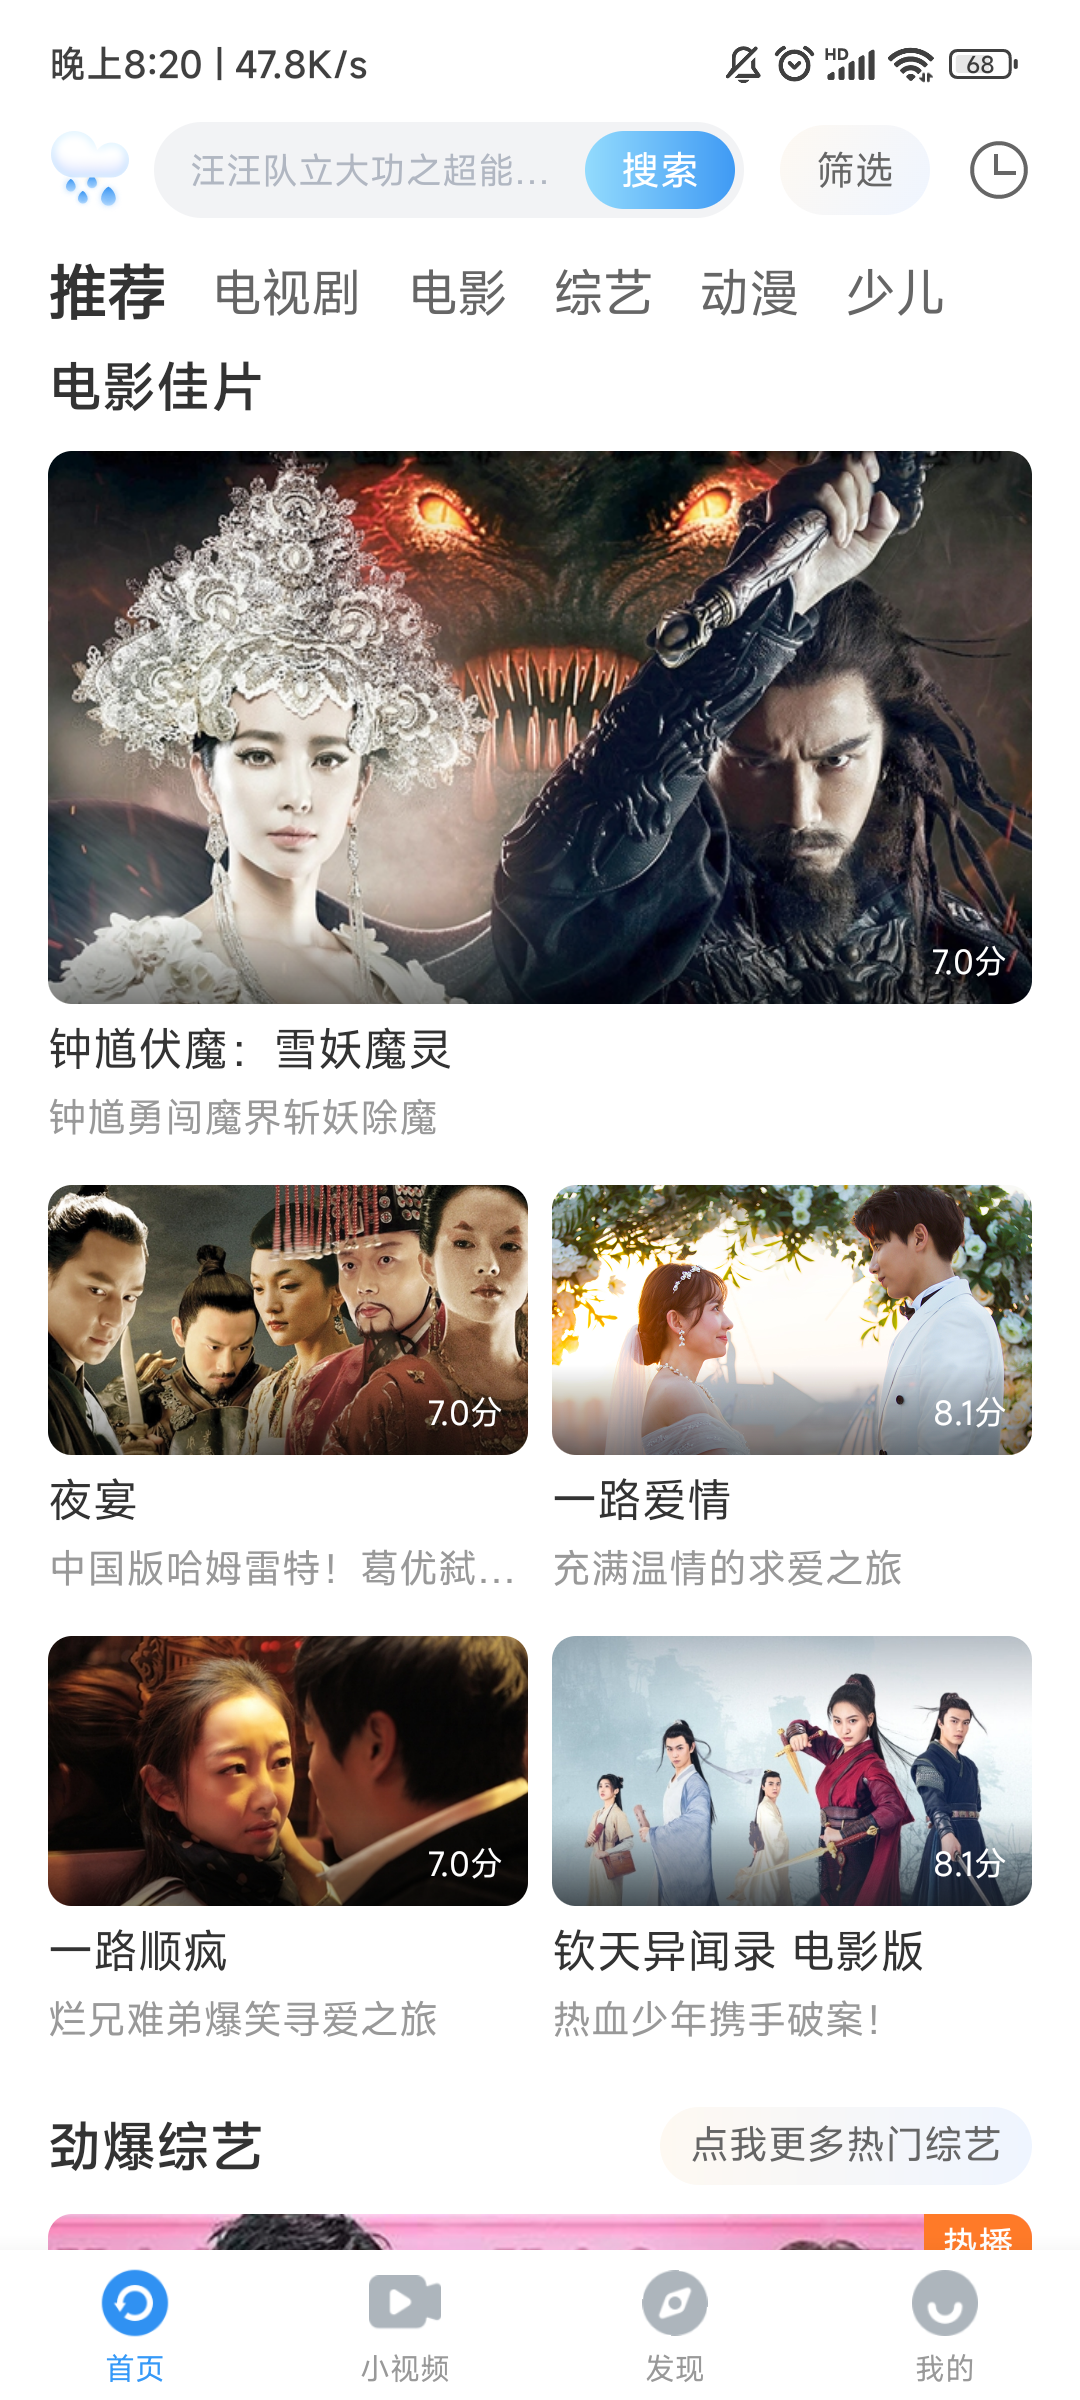 晚上8:20 | 47.8K/s
HD
68
汪汪队立大功之超能...
搜索
筛选
推荐 电视剧 电影 综艺 动漫 少儿
电影佳片
7.0分
钟馗伏魔：雪妖魔灵
钟馗勇闯魔界斩妖除魔
7.0分
8.1分
夜宴
一路爱情
中国版哈姆雷特！葛优弑...
充满温情的求爱之旅
7.0分
8.1分
一路顺疯
钦天异闻录 电影版
烂兄难弟爆笑寻爱之旅
热血少年携手破案！
劲爆综艺
点我更多热门综艺
热播
首页 小视频 发现 我的